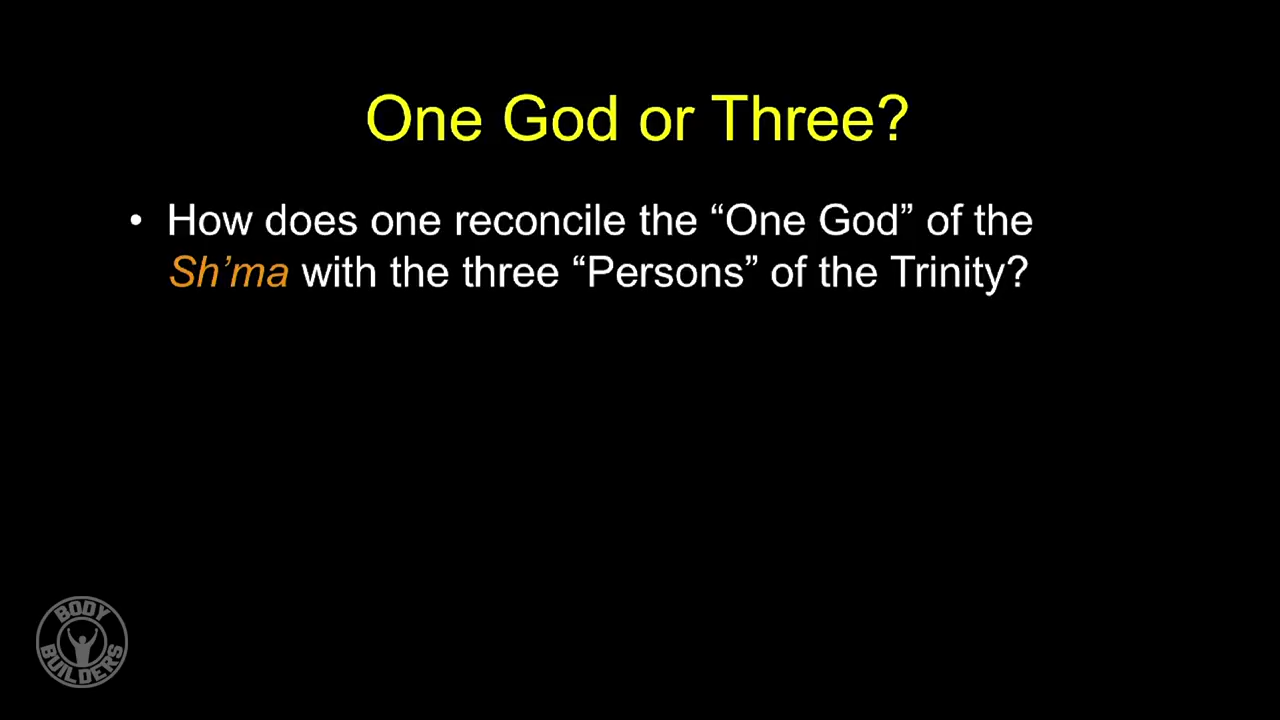 One God or Three?
• How does one reconcile the “One God” of the
Sh’ma with the three “Persons” of the Trinity?
BODY
BUILDERS